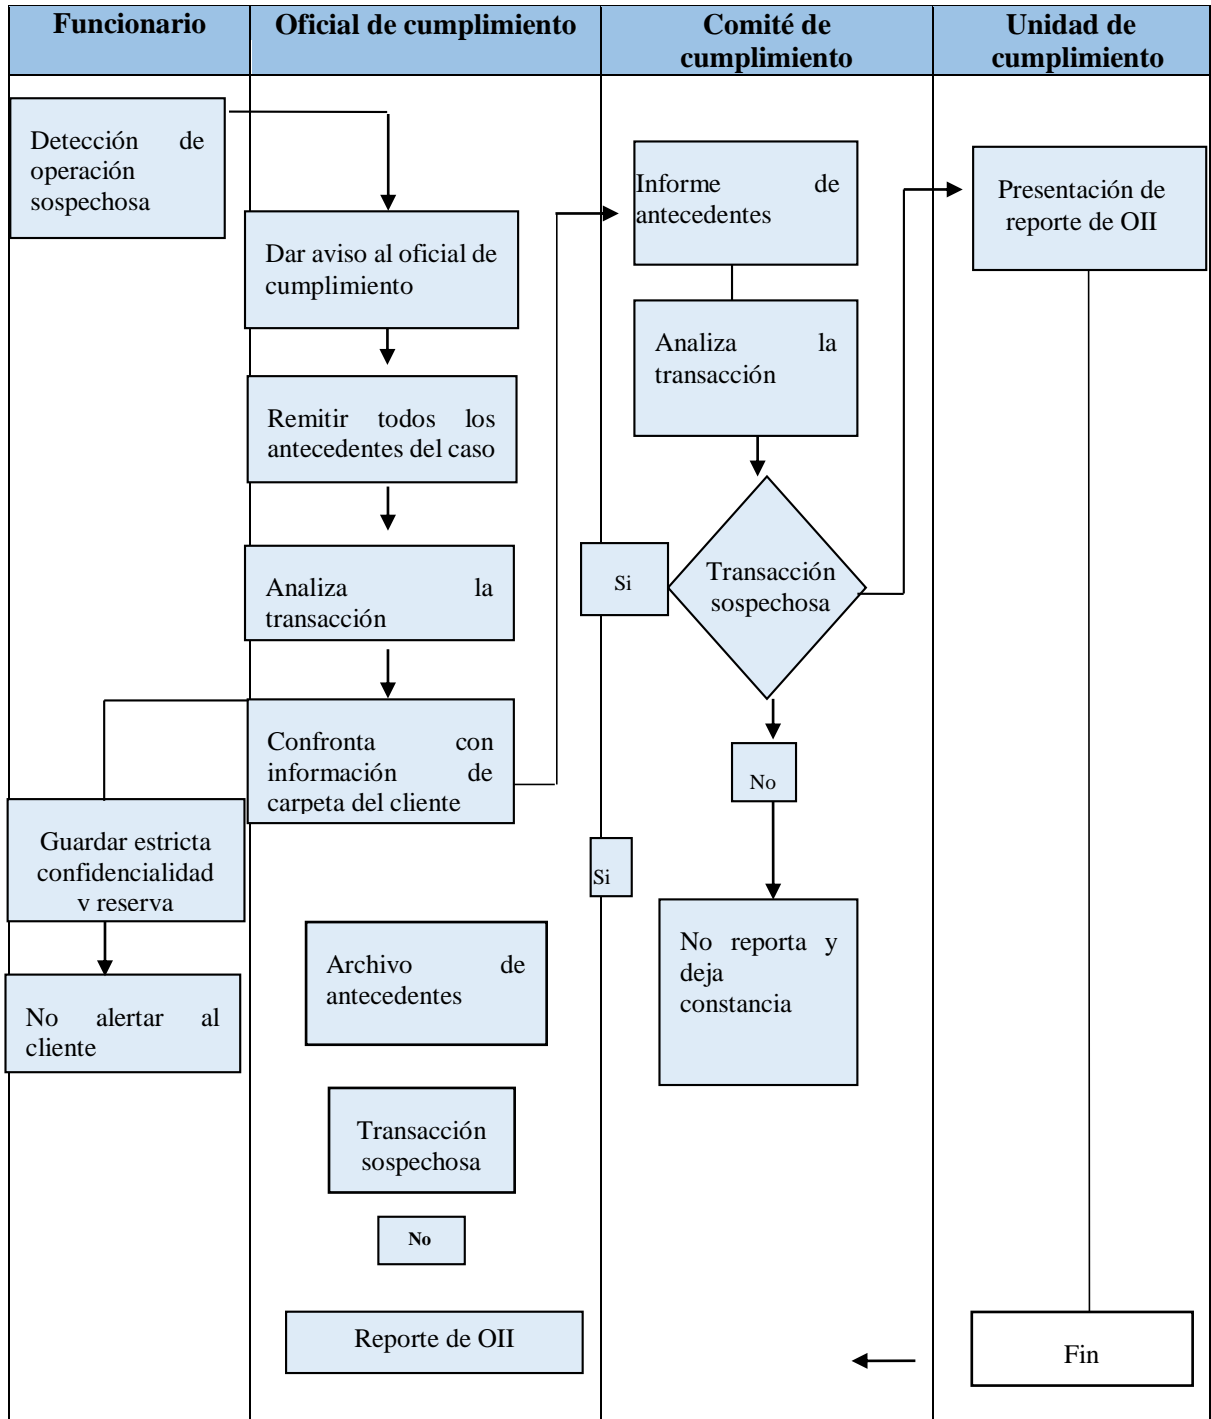 Funcionario
Oficial de cumplimiento
Comité de
cumplimiento
Unidad de
cumplimiento
Detección de
operación
sospechosa
Dar aviso al oficial de
cumplimiento
Remitir todos los
antecedentes del caso
Analiza la
transacción
Confronta con
información de
carpeta del cliente
Guardar estricta
confidencialidad
y reserva
No alertar al
cliente
Archivo de
antecedentes
Transacción
sospechosa
No
Reporte de OII
Informe de
antecedentes
Analiza la
transacción
Transacción
sospechosa
Si
No
Si
No reporta y
deja
constancia
Presentación de
reporte de OII
Fin